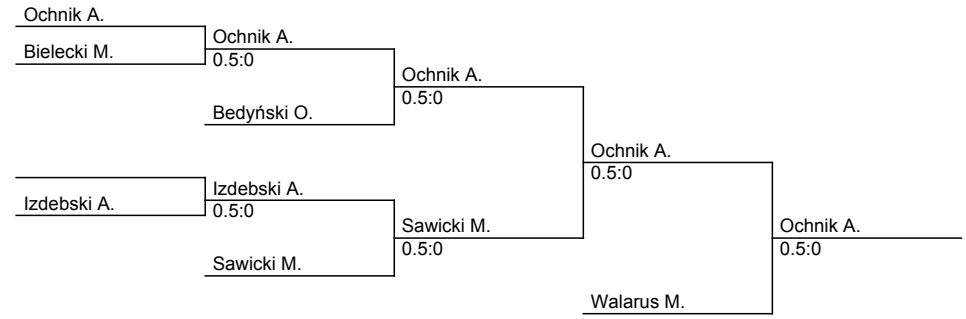 Ochnik A.
Bielecki M.
Ochnik A.
0.5:0
Bedyński O.
Ochnik A.
0.5:0
Izdebski A.
Izdebski A.
0.5:0
Sawicki M.
Sawicki M.
0.5:0
Ochnik A.
0.5:0
Walarus M.
Ochnik A.
0.5:0